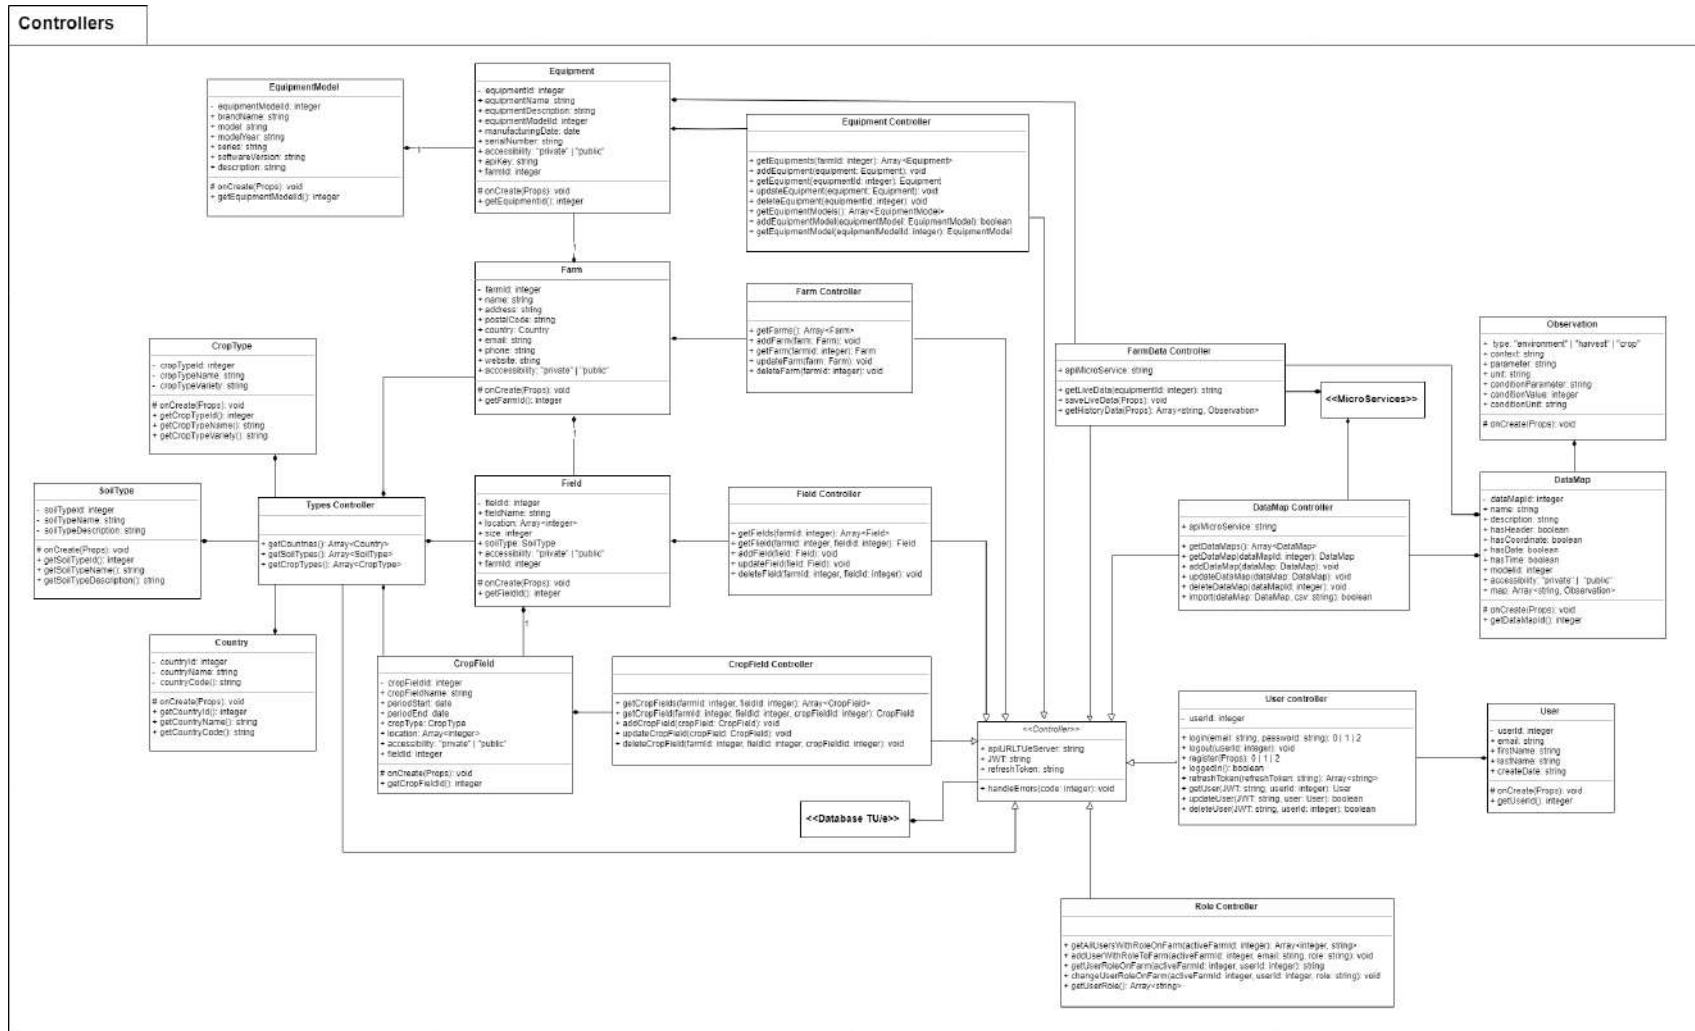 Controllers
EquipmentModel
- equipmentModelId: integer
+ brandName: string
+ model: string
+ modelYear: string
+ series: string
+ softwareVersion: string
+ description: string
# onCreate(Props): void
+ getEquipmentModelId(): integer
1
Equipment
- equipmentId: integer
+ equipmentName: string
+ equipmentDescription: string
+ equipmentModelId: integer
+ manufacturingDate: date
+ serialNumber: string
+ accessibility: "private" | "public"
+ apiKey: string
+ farmId: integer
# onCreate(Props): void
+ getEquipmentId(): integer
1
Equipment Controller
+ getEquipments(farmId: integer): Array<Equipment>
+ addEquipment(equipment: Equipment): void
+ getEquipment(equipmentId: integer): Equipment
+ updateEquipment(equipment: Equipment): void
+ deleteEquipment(equipmentId: integer): void
+ getEquipmentModels(): Array<EquipmentModel>
+ addEquipmentModel(equipmentModel: EquipmentModel): boolean
+ getEquipmentModel(equipmentModelId: integer): EquipmentModel
Farm
- farmId: integer
+ name: string
+ address: string
+ postalCode: string
+ country: Country
+ email: string
+ phone: string
+ website: string
+ acccessibility: "private" | "public"
# onCreate(Props): void
+ getFarmId(): integer
1
Farm Controller
+ getFarms(): Array<Farm>
+ addFarm(farm: Farm): void
+ getFarm(farmId: integer): Farm
+ updateFarm(farm: Farm): void
+ deleteFarm(farmId: integer): void
FarmData Controller
+ apiMicroService: string
+ getLiveData(equipmentId: integer): string
+ saveLiveData(Props): void
+ getHistoryData(Props): Array<string, Observation>
<<MicroServices>>
Observation
+ type: "environment" | "harvest" | "crop"
+ context: string
+ parameter: string
+ unit: string
+ conditionParameter: string
+ conditionValue: integer
+ conditionUnit: string
# onCreate(Props): void
CropType
- cropTypeId: integer
- cropTypeName: string
- cropTypeVariety: string
# onCreate(Props): void
+ getCropTypeId(): integer
+ getCropTypeName(): string
+ getCropTypeVariety(): string
SoilType
- soilTypeId: integer
- soilTypeName: string
- soilTypeDescription: string
# onCreate(Props): void
+ getSoilTypeId(): integer
+ getSoilTypeName(): string
+ getSoilTypeDescription(): string
Types Controller
+ getCountries(): Array<Country>
+ getSoilTypes(): Array<SoilType>
+ getCropTypes(): Array<CropType>
Field
- fieldId: integer
+ fieldName: string
+ location: Array<integer>
+ size: integer
+ soilType: SoilType
+ accessibility: "private" | "public"
+ farmId: integer
# onCreate(Props): void
+ getFieldId(): integer
1
Field Controller
+ getFields(farmId: integer): Array<Field>
+ getField(farmId: integer, fieldId: integer): Field
+ addField(field: Field): void
+ updateField(field: Field): void
+ deleteField(farmId: integer, fieldId: integer): void
DataMap Controller
+ apiMicroService: string
+ getDataMaps(): Array<DataMap>
+ getDataMap(dataMapId: integer): DataMap
+ addDataMap(dataMap: DataMap): void
+ updateDataMap(dataMap: DataMap): void
+ deleteDataMap(dataMapId: integer): void
+ import(dataMap: DataMap, csv: string): boolean
DataMap
- dataMapId: integer
+ name: string
+ description: string
+ hasHeader: boolean
+ hasCoordinate: boolean
+ hasDate: boolean
+ hasTime: boolean
+ modelId: integer
+ accessibility: "private" | "public"
+ map: Array<string, Observation>
# onCreate(Props): void
+ getDataMapId(): integer
Country
- countryId: integer
- countryName: string
- countryCode(): string
# onCreate(Props): void
+ getCountryId(): integer
+ getCountryName(): string
+ getCountryCode(): string
CropField
- cropFieldId: integer
+ cropFieldName: string
+ periodStart: date
+ periodEnd: date
+ cropType: CropType
+ location: Array<integer>
+ accessibility: "private" | "public"
+ fieldId: integer
# onCreate(Props): void
+ getCropFieldId(): integer
CropField Controller
+ getCropFields(farmId: integer, fieldId: integer): Array<CropField>
+ getCropField(farmId: integer, fieldId: integer, cropFieldId: integer): CropField
+ addCropField(cropField: CropField): void
+ updateCropField(cropField: CropField): void
+ deleteCropField(farmId: integer, fieldId: integer, cropFieldId: integer): void
<<Controller>>
+ apiURLTUeServer: string
+ JWT: string
+ refreshToken: string
+ handleErrors(code: integer): void
User controller
- userId: integer
+ login(email: string, password: string): 0 | 1 | 2
+ logout(userId: integer): void
+ register(Props): 0 | 1 | 2
+ loggedIn(): boolean
+ refreshToken(refreshToken: string): Array<string>
+ getUser(JWT: string, userId: integer): User
+ updateUser(JWT: string, user: User): boolean
+ deleteUser(JWT: string, userId: integer): boolean
User
- userId: integer
+ email: string
+ firstName: string
+ lastName: string
+ createDate: string
# onCreate(Props): void
+ getUserId(): integer
<<Database TU/e>>
Role Controller
+ getAllUsersWithRoleOnFarm(activeFarmId: integer): Array<integer, string>
+ addUserWithRoleToFarm(activeFarmId: integer, email: string, role: string): void
+ getUserRoleOnFarm(activeFarmId: integer, userId: integer): string
+ changeUserRoleOnFarm(activeFarmId: integer, userId: integer, role: string): void
+ getUserRole(): Array<string>